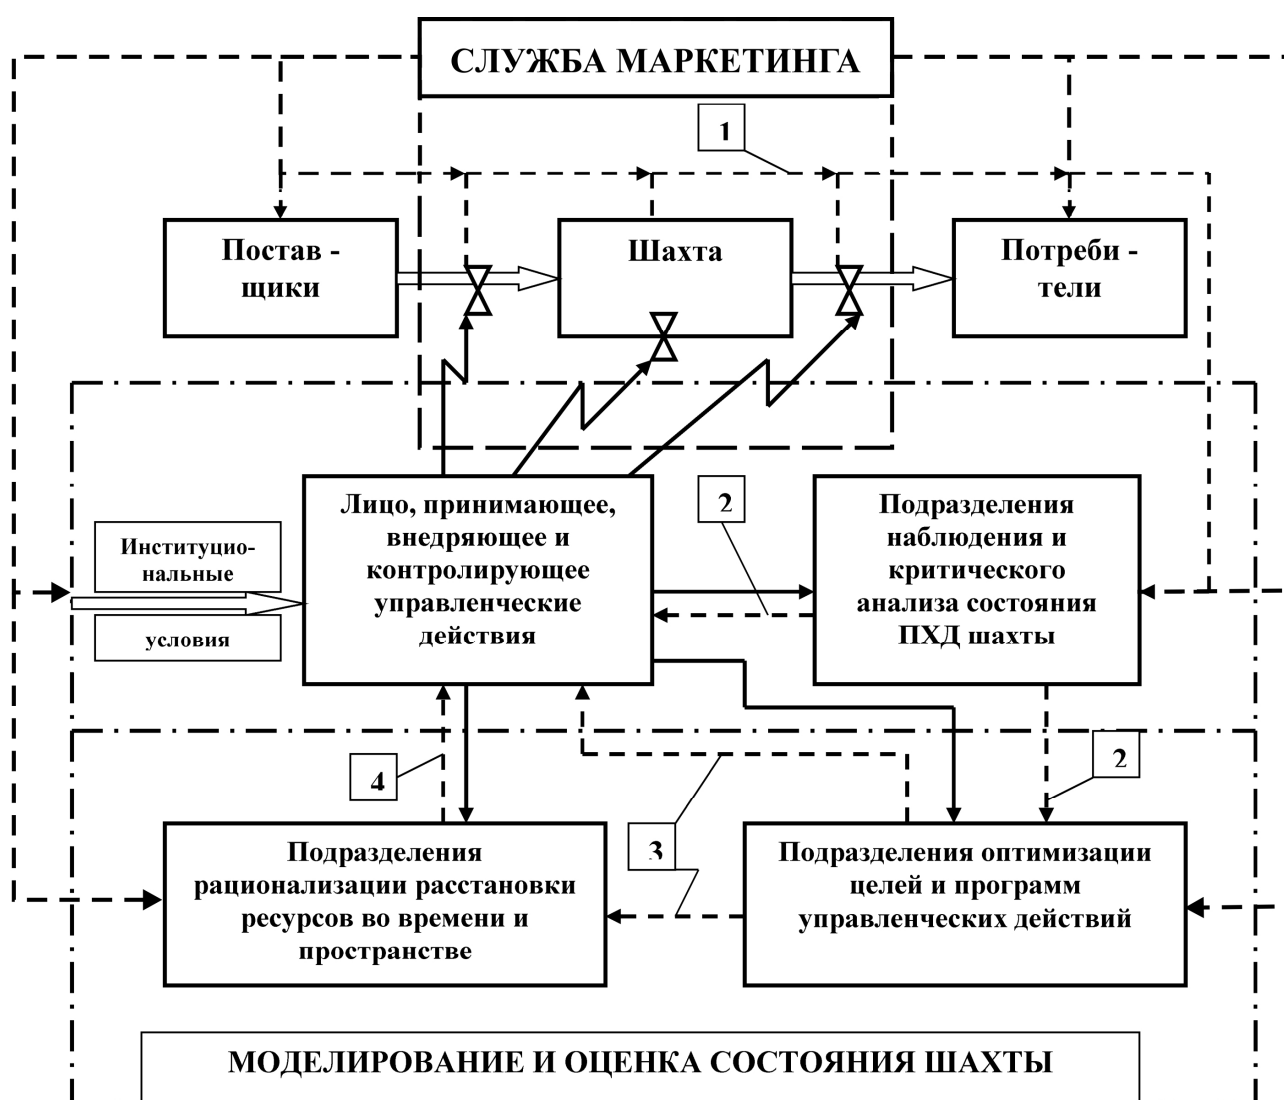 СЛУЖБА МАРКЕТИНГА
1
Постав -
щики
Шахта
Потреби -
тели
Институцио-
нальные
условия
Лицо, принимающее,
внедряющее и
контролирующее
управленческие
действия
2
Подразделения
наблюдения и
критического
анализа состояния
ПХД шахты
4
3
2
Подразделения
рационализации расстановки
ресурсов во времени и
пространстве
Подразделения оптимизации
целей и программ
управленческих действий
МОДЕЛИРОВАНИЕ И ОЦЕНКА СОСТОЯНИЯ ШАХТЫ